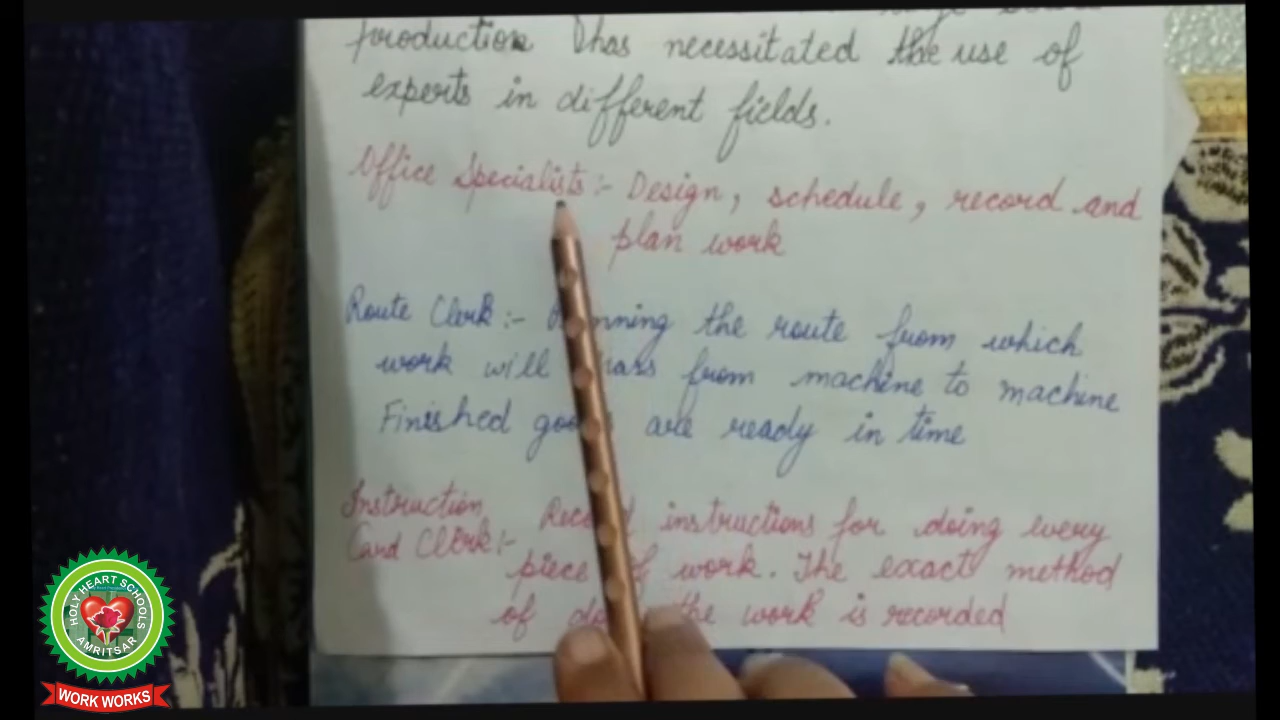 production has necessitated the use of
experts in different fields.
Office Specialists:- Design, schedule, record and
plan work
Route Clerk:- the route from which
work will from machine to machine
Finished are ready in time
Instruction
Card Clerk:- instructions for doing every
piece work. The exact method
of the work is recorded
HOLY HEART SCHOOLS
AMRITSAR
WORK WORKS